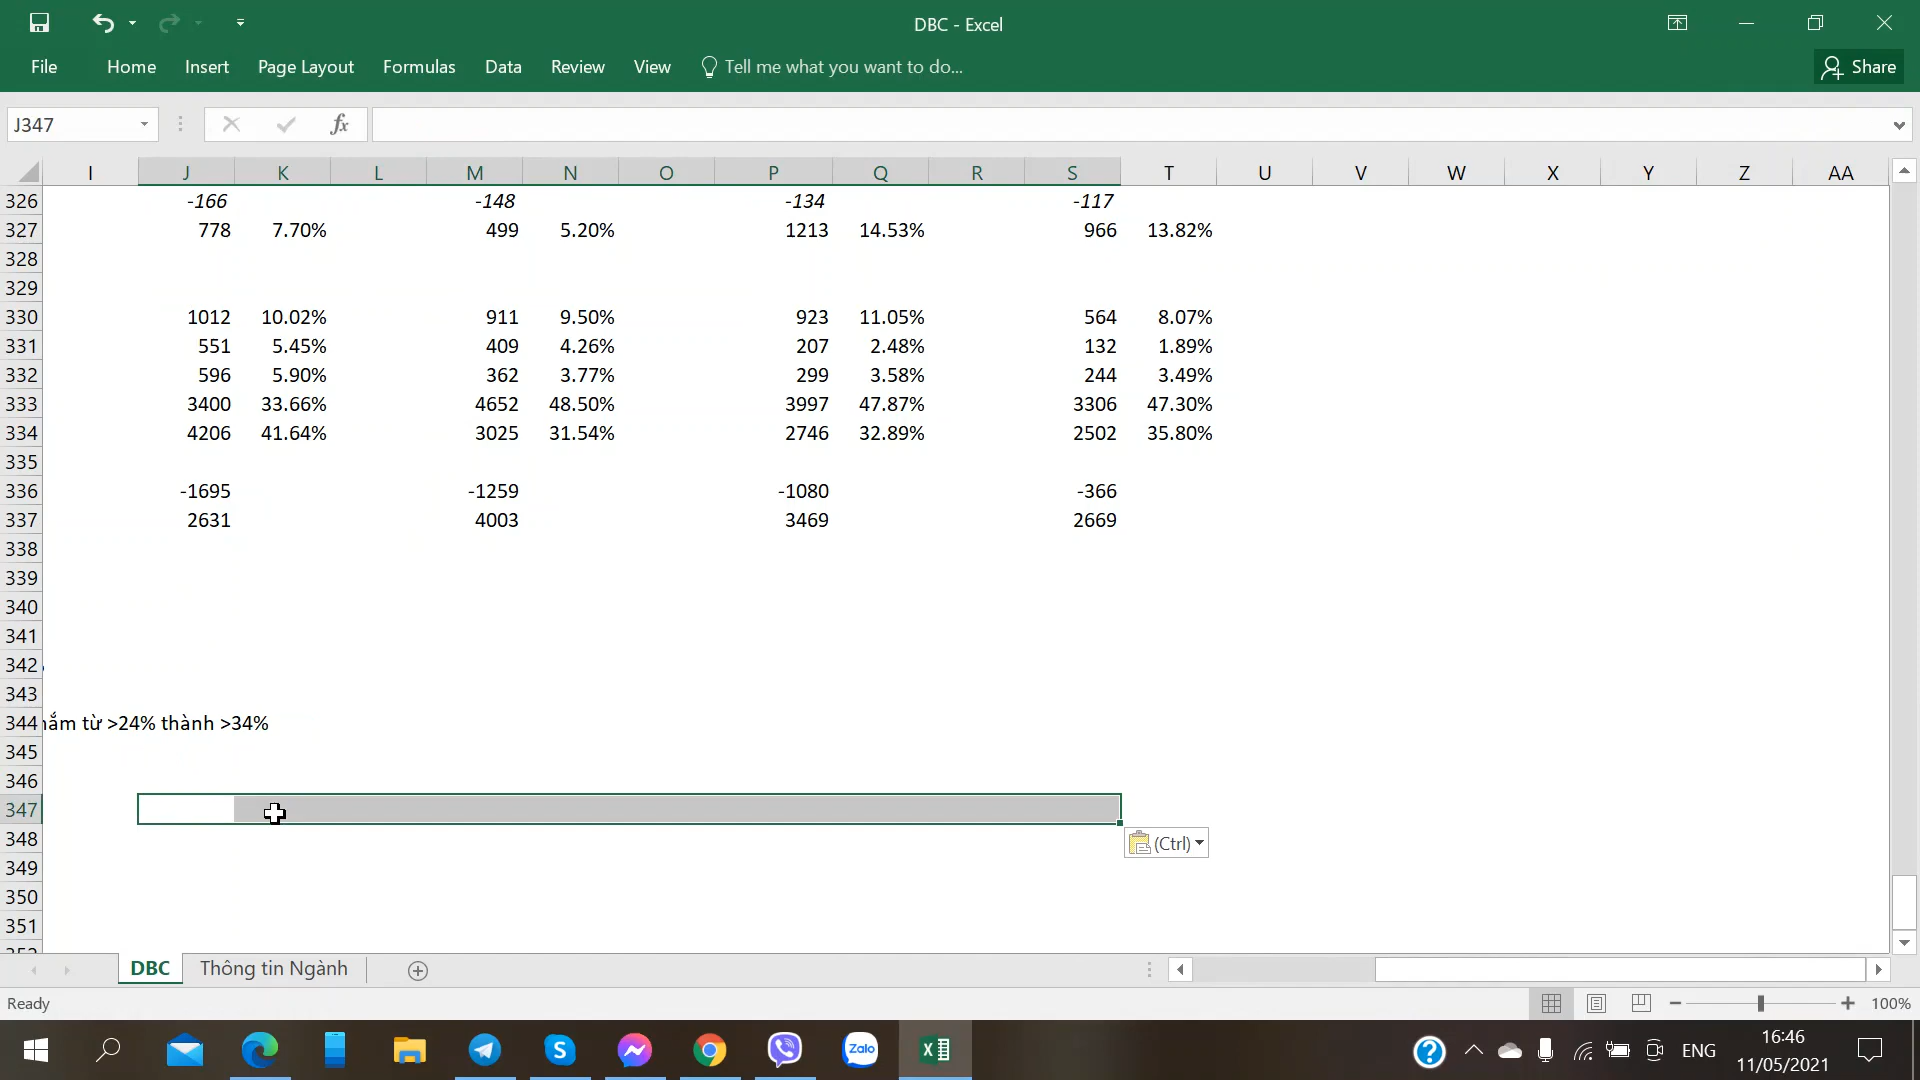 DBC - Excel
File Home Insert Page Layout Formulas Data Review View Tell me what you want to do... Share
J347 fx
I J K L M N O P Q R S T U V W X Y Z AA
326 -166 -148 -134 -117
327 778 7.70% 499 5.20% 1213 14.53% 966 13.82%
328
329
330 1012 10.02% 911 9.50% 923 11.05% 564 8.07%
331 551 5.45% 409 4.26% 207 2.48% 132 1.89%
332 596 5.90% 362 3.77% 299 3.58% 244 3.49%
333 3400 33.66% 4652 48.50% 3997 47.87% 3306 47.30%
334 4206 41.64% 3025 31.54% 2746 32.89% 2502 35.80%
335
336 -1695 -1259 -1080 -366
337 2631 4003 3469 2669
338
339
340
341
342
343
344 từ >24% thành >34%
345
346
347
348 (Ctrl)
349
350
351
DBC Thông tin Ngành
Ready 100%
S Zalo X ? ENG 16:46
11/05/2021